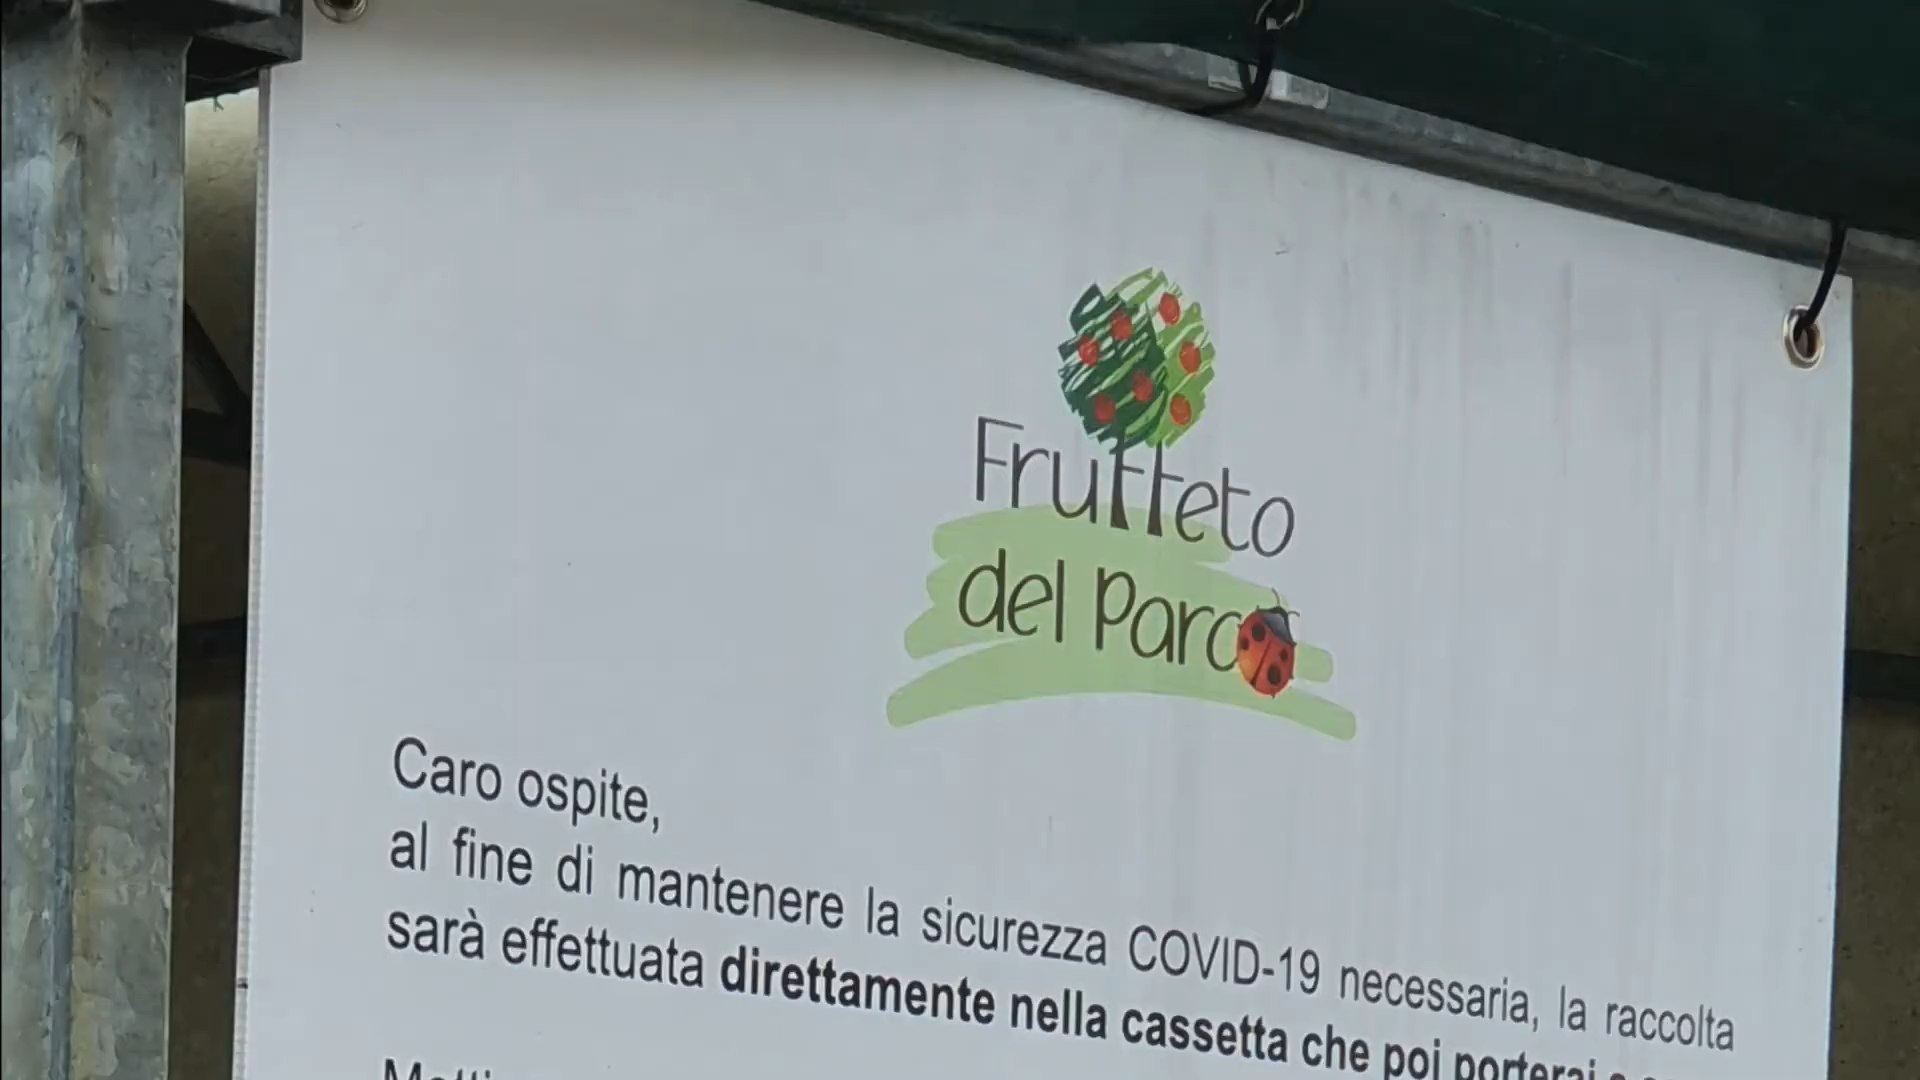 Frutteto
del Parco
Caro ospite,
al fine di mantenere la sicurezza COVID-19 necessaria, la raccolta
sarà effettuata direttamente nella cassetta che poi porterai